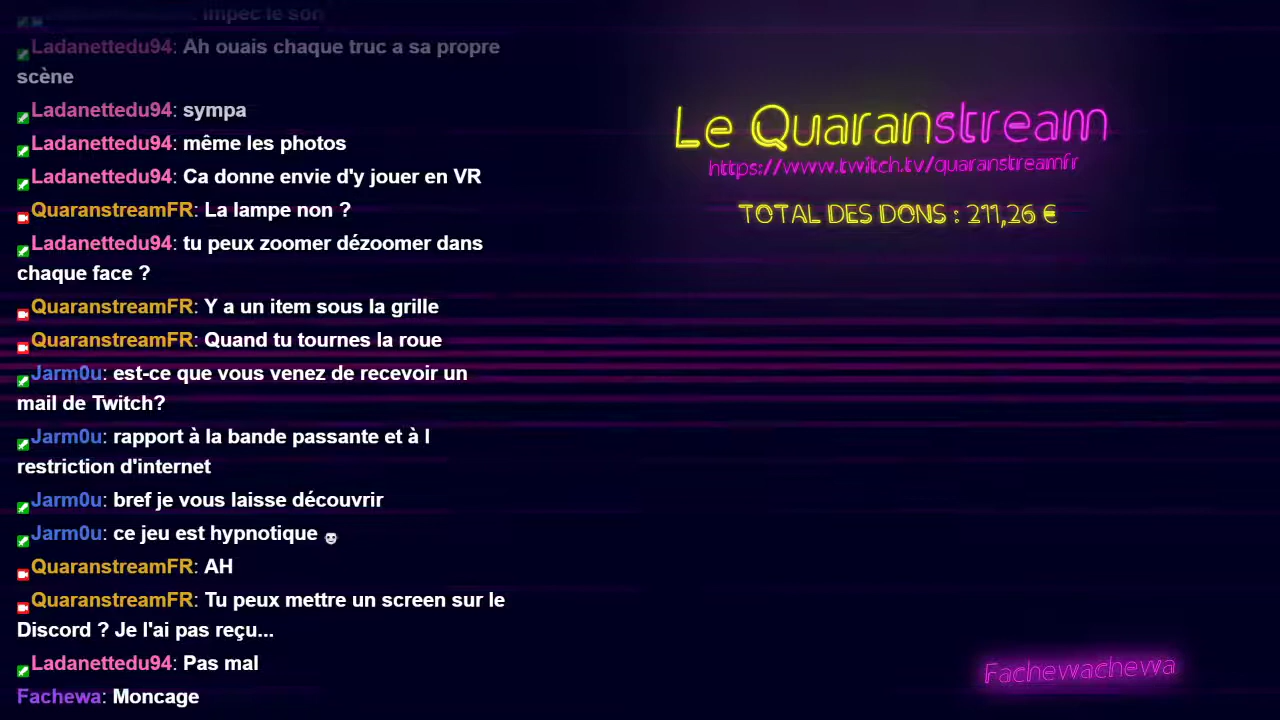 impec le son
Ladanettedu94: Ah ouais chaque truc a sa propre
scène
Ladanettedu94: sympa
Ladanettedu94: même les photos
Ladanettedu94: Ca donne envie d'y jouer en VR
QuaranstreamFR: La lampe non ?
Ladanettedu94: tu peux zoomer dézoomer dans
chaque face ?
QuaranstreamFR: Y a un item sous la grille
QuaranstreamFR: Quand tu tournes la roue
Jarm0u: est-ce que vous venez de recevoir un
mail de Twitch?
Jarm0u: rapport à la bande passante et à l
restriction d'internet
Jarm0u: bref je vous laisse découvrir
Jarm0u: ce jeu est hypnotique
QuaranstreamFR: AH
QuaranstreamFR: Tu peux mettre un screen sur le
Discord ? Je l'ai pas reçu...
Ladanettedu94: Pas mal
Fachewa: Moncage
Le Quaranstream
https://www.twitch.tv/quaranstreamfr
TOTAL DES DONS : 211,26 €
Fachewachewa